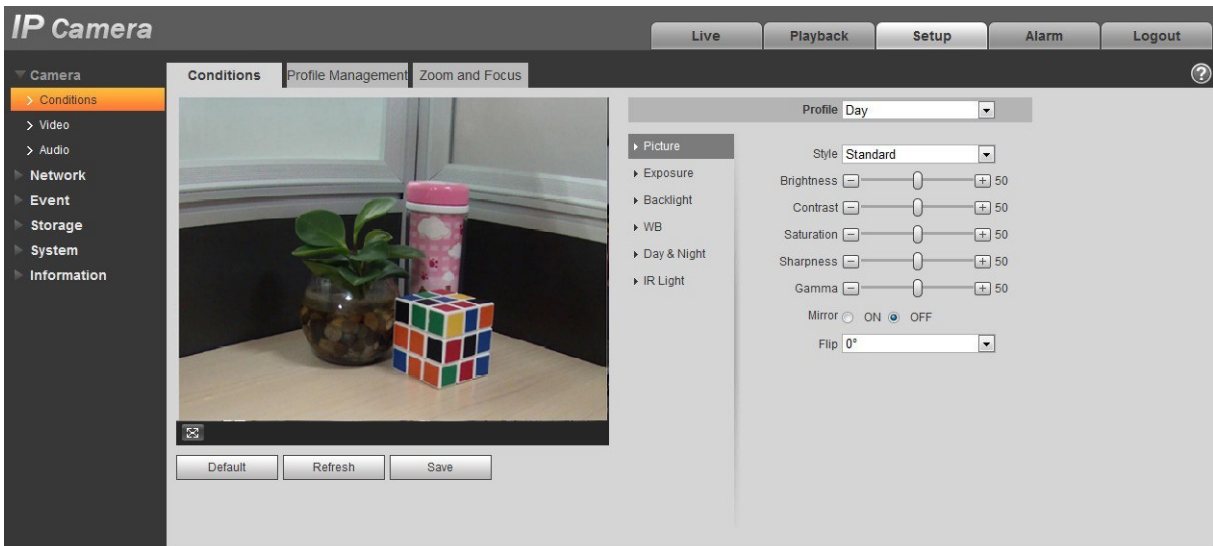 IP Camera
Live
Playback
Setup
Alarm
Logout
Camera
Conditions
Video
Audio
Network
Event
Storage
System
Information
Conditions
Profile Management
Zoom and Focus
Default
Refresh
Save
Profile Day
Picture
Exposure
Backlight
WB
Day & Night
IR Light
Style Standard
Brightness 50
Contrast 50
Saturation 50
Sharpness 50
Gamma 50
Mirror ON OFF
Flip 0°